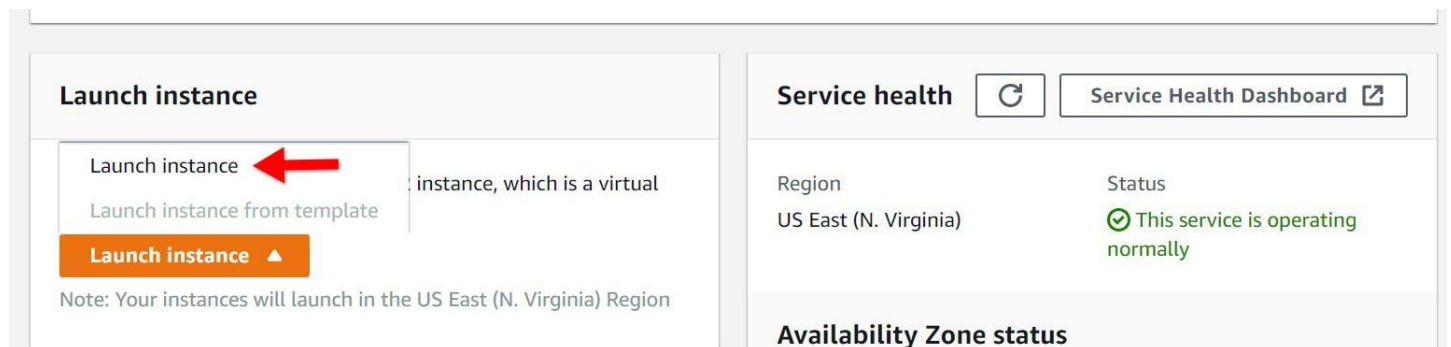 Launch instance
Launch instance
instance, which is a virtual
Launch instance from template
Launch instance
Note: Your instances will launch in the US East (N. Virginia) Region
Service health
Service Health Dashboard
Region
Status
US East (N. Virginia)
This service is operating
normally
Availability Zone status